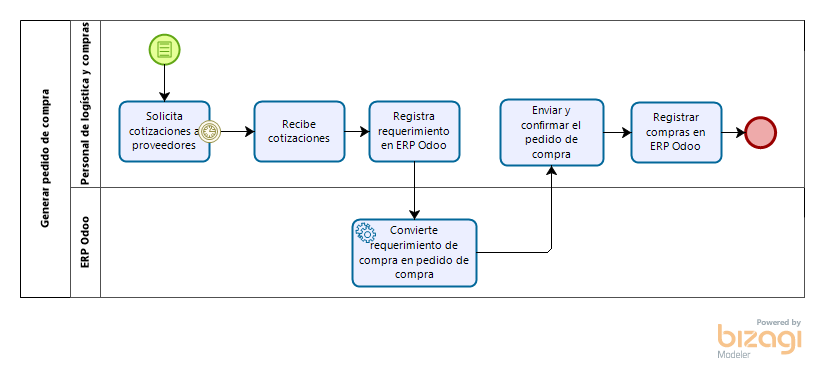 Generar pedido de compra
Personal de logística y compras
Solicita
cotizaciones a
proveedores
Recibe
cotizaciones
Registra
requerimiento
en ERP Odoo
Enviar y
confirmar el
pedido de
compra
Registrar
compras en
ERP Odoo
ERP Odoo
Convierte
requerimiento de
compra en pedido de
compra
Powered by
bizagi
Modeler